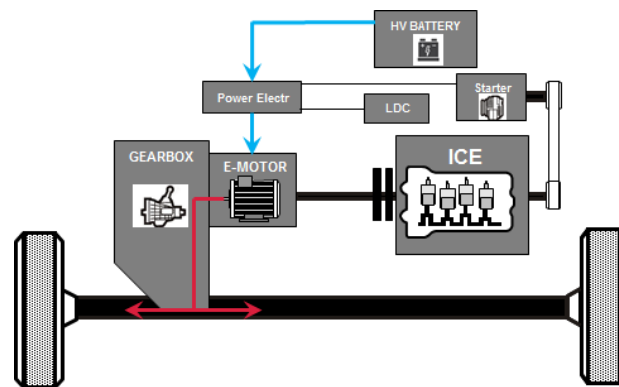 HV BATTERY
Power Electr
Starter
LDC
GEARBOX
E-MOTOR
ICE